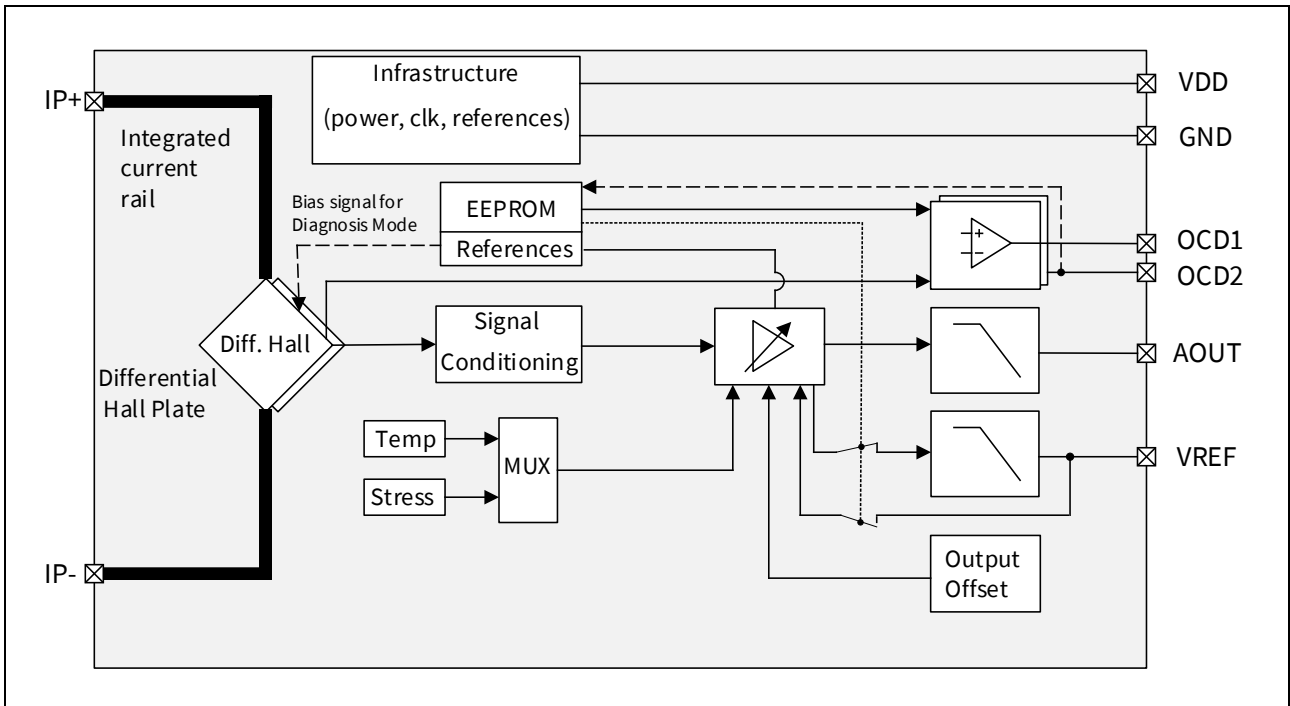 Infrastructure
(power, clk, references)
VDD
GND
IP+
Integrated
current
rail
Bias signal for
Diagnosis Mode
EEPROM
References
+
−
OCD1
OCD2
Diff. Hall
Differential
Hall Plate
Signal
Conditioning
AOUT
Temp
Stress
MUX
VREF
Output
Offset
IP-